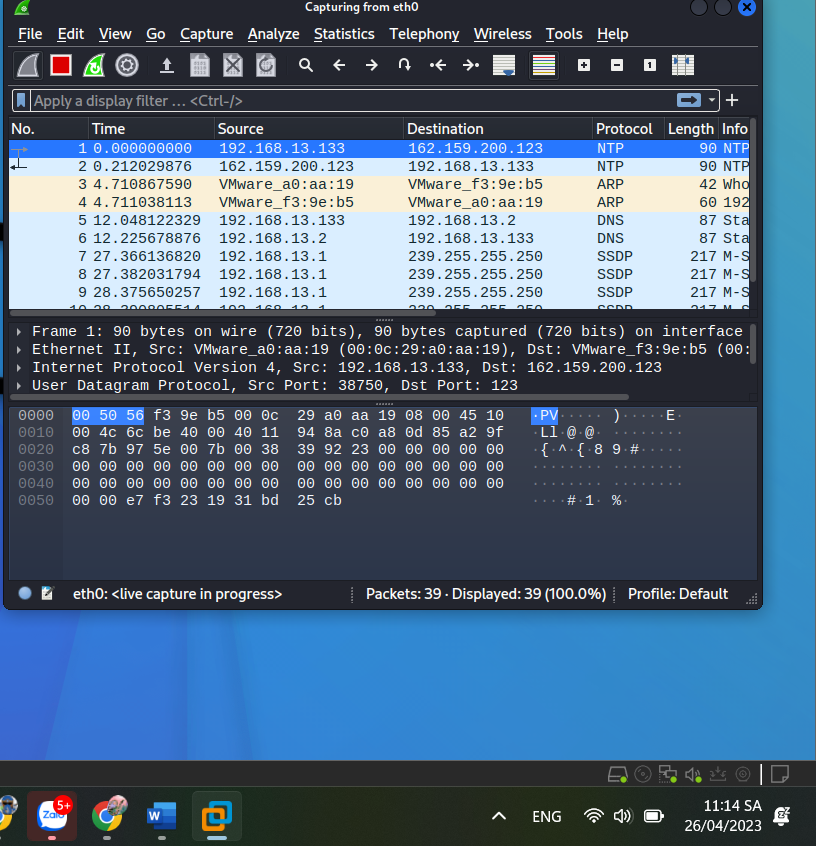 Capturing from eth0
File Edit View Go Capture Analyze Statistics Telephony Wireless Tools Help
Apply a display filter … <Ctrl-/>
No. Time Source Destination Protocol Length Info
1 0.000000000 192.168.13.133 162.159.200.123 NTP 90 NTP
2 0.212029876 162.159.200.123 192.168.13.133 NTP 90 NTP
3 4.710867590 VMware_a0:aa:19 VMware_f3:9e:b5 ARP 42 Who
4 4.711038113 VMware_f3:9e:b5 VMware_a0:aa:19 ARP 60 192
5 12.048122329 192.168.13.133 192.168.13.2 DNS 87 Sta
6 12.225678876 192.168.13.2 192.168.13.133 DNS 87 Sta
7 27.366136820 192.168.13.1 239.255.255.250 SSDP 217 M-S
8 27.382031794 192.168.13.1 239.255.255.250 SSDP 217 M-S
9 28.375650257 192.168.13.1 239.255.255.250 SSDP 217 M-S
Frame 1: 90 bytes on wire (720 bits), 90 bytes captured (720 bits) on interface
Ethernet II, Src: VMware_a0:aa:19 (00:0c:29:a0:aa:19), Dst: VMware_f3:9e:b5 (00:
Internet Protocol Version 4, Src: 192.168.13.133, Dst: 162.159.200.123
User Datagram Protocol, Src Port: 38750, Dst Port: 123
0000 00 50 56 f3 9e b5 00 0c 29 a0 aa 19 08 00 45 10 ·PV····· )·····E·
0010 00 4c 6c be 40 00 40 11 94 8a c0 a8 0d 85 a2 9f ·Ll·@·@· ········
0020 c8 7b 97 5e 00 7b 00 38 39 92 23 00 00 00 00 00 ·{·^·{·8 9·#·····
0030 00 00 00 00 00 00 00 00 00 00 00 00 00 00 00 00 ········ ········
0040 00 00 00 00 00 00 00 00 00 00 00 00 00 00 00 00 ········ ········
0050 00 00 e7 f3 23 19 31 bd 25 cb ····#·1· %·
eth0: <live capture in progress> Packets: 39 · Displayed: 39 (100.0%) Profile: Default
Zalo 5+ W ENG 11:14 SA
26/04/2023